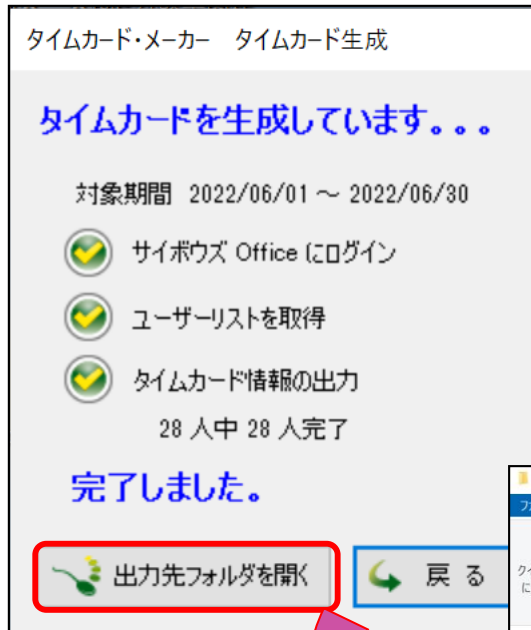 タイムカード・メーカー　タイムカード生成
タイムカードを生成しています。。。
対象期間 2022/06/01 ～ 2022/06/30
サイボウズ Office にログイン
ユーザーリストを取得
タイムカード情報の出力
28 人中 28 人完了
完了しました。
出力先フォルダを開く
戻 る